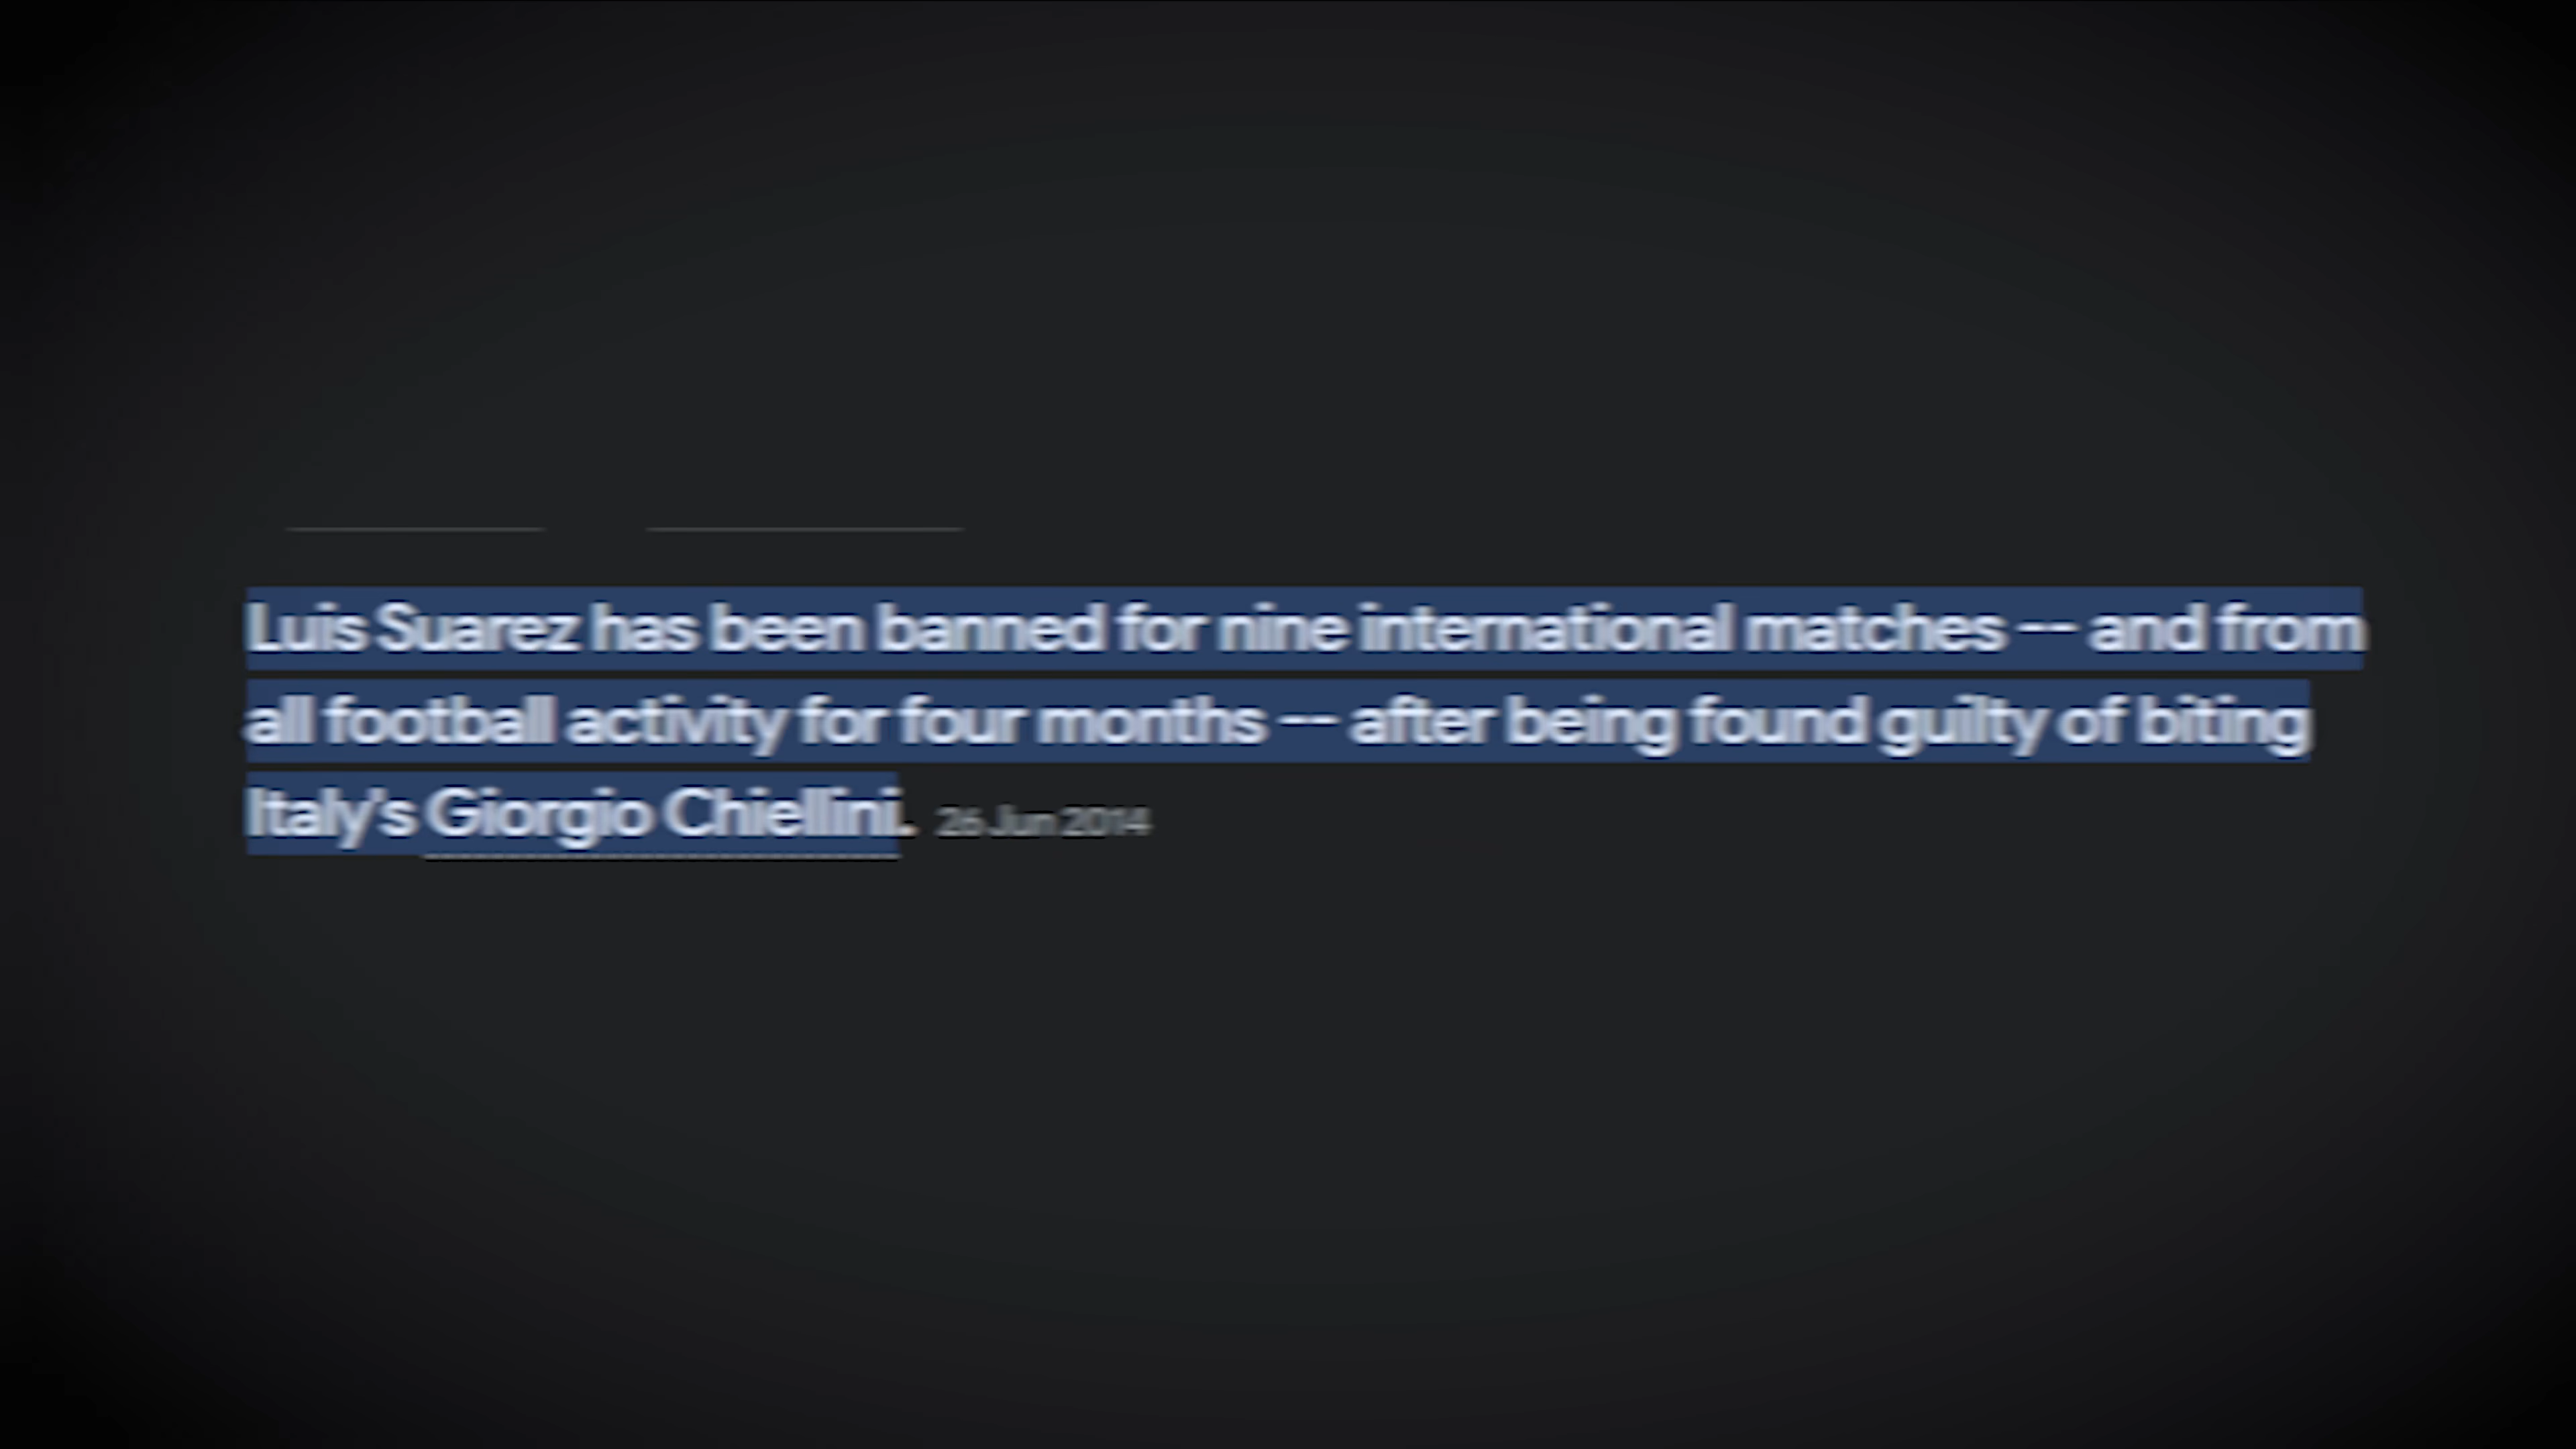 Luis Suarez has been banned for nine international matches -- and from
all football activity for four months -- after being found guilty of biting
Italy's Giorgio Chiellini. 26 Jun 2014